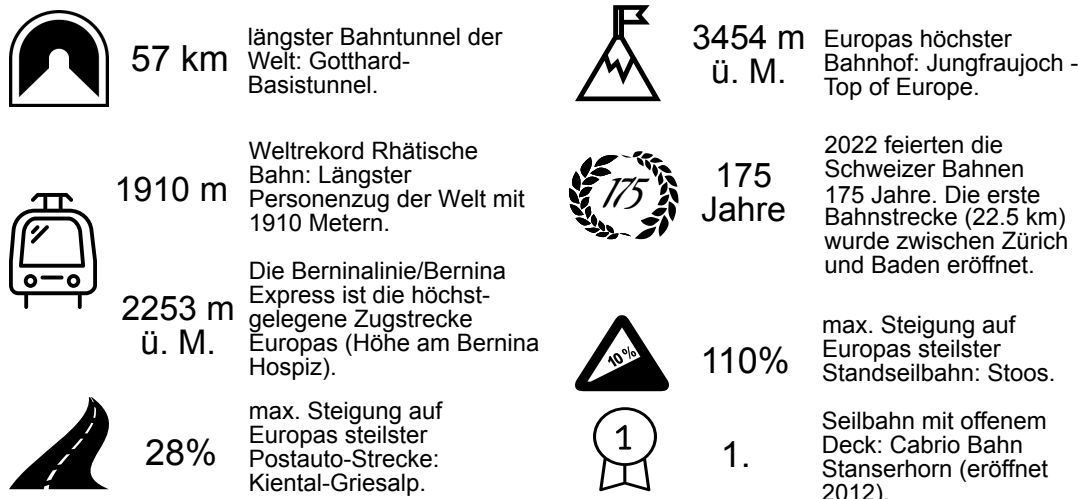 57 km
längster Bahntunnel der
Welt: Gotthard-
Basistunnel.
1910 m
Weltrekord Rhätische
Bahn: Längster
Personenzug der Welt mit
1910 Metern.
2253 m
ü. M.
Die Berninalinie/Bernina
Express ist die höchst-
gelegene Zugstrecke
Europas (Höhe am Bernina
Hospiz).
28%
max. Steigung auf
Europas steilster
Postauto-Strecke:
Kiental-Griesalp.
3454 m
ü. M.
Europas höchster
Bahnhof: Jungfraujoch -
Top of Europe.
175
175
Jahre
2022 feierten die
Schweizer Bahnen
175 Jahre. Die erste
Bahnstrecke (22.5 km)
wurde zwischen Zürich
und Baden eröffnet.
10%
110%
max. Steigung auf
Europas steilster
Standseilbahn: Stoos.
1
1.
Seilbahn mit offenem
Deck: Cabrio Bahn
Stanserhorn (eröffnet
2012).